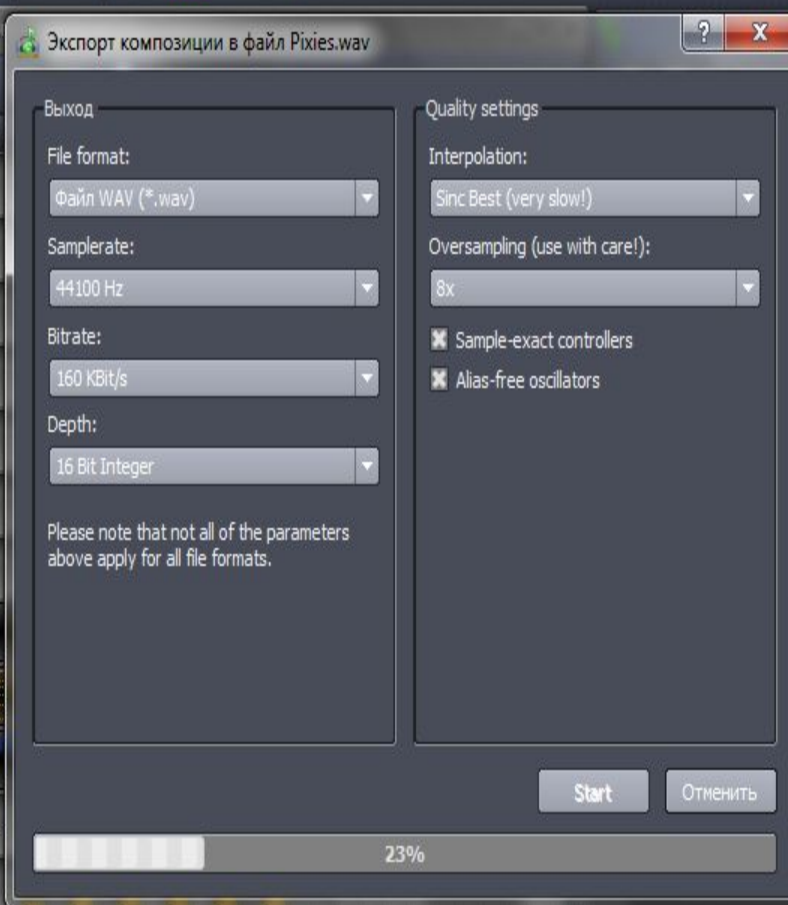 Экспорт композиции в файл Pixies.wav
Выход
File format:
Файл WAV (*.wav)
Samplerate:
44100 Hz
Bitrate:
160 KBit/s
Depth:
16 Bit Integer
Please note that not all of the parameters
above apply for all file formats.
Quality settings
Interpolation:
Sinc Best (very slow!)
Oversampling (use with care!):
8x
Sample-exact controllers
Alias-free oscillators
Start
Отменить
23%